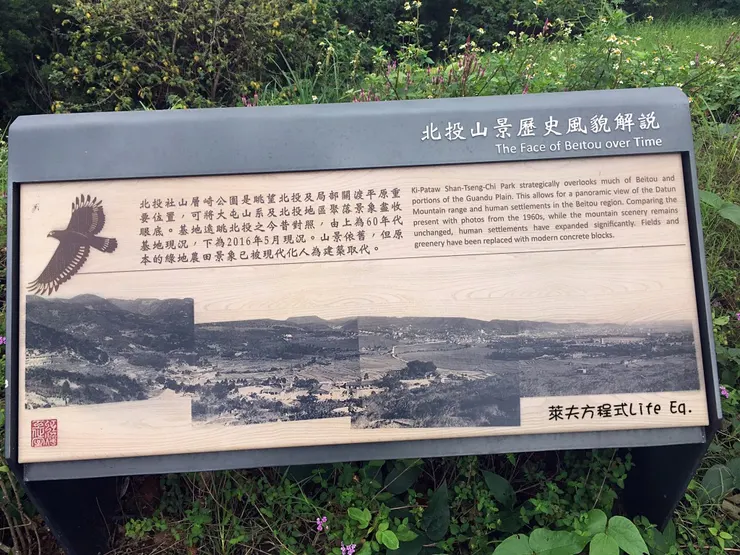 北投山景歷史風貌解說
The Face of Beitou over Time
北投社山層崎公園是眺望北投及局部關渡平原重
要位置，可將大屯山系及北投地區聚落景象盡收
眼底。基地遠眺北投之今昔對照，由上為60年代
基地現況，下為2016年5月現況。山景依舊，但原
本的綠地農田景象已被現代化人為建築取代。
Ki-Pataw Shan-Tseng-Chi Park strategically overlooks much of Beitou and
portions of the Guandu Plain. This allows for a panoramic view of the Datun
Mountain range and human settlements in the Beitou region. Comparing the
present with photos from the 1960s, while the mountain scenery remains
unchanged, human settlements have expanded significantly. Fields and
greenery have been replaced with modern concrete blocks.
萊夫方程式Life Eq.